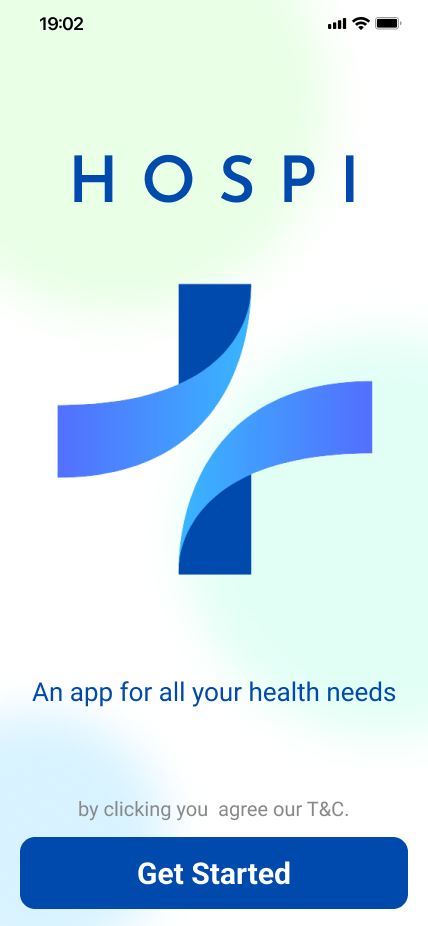 19:02
HOSPI
An app for all your health needs
by clicking you  agree our T&C.
Get Started